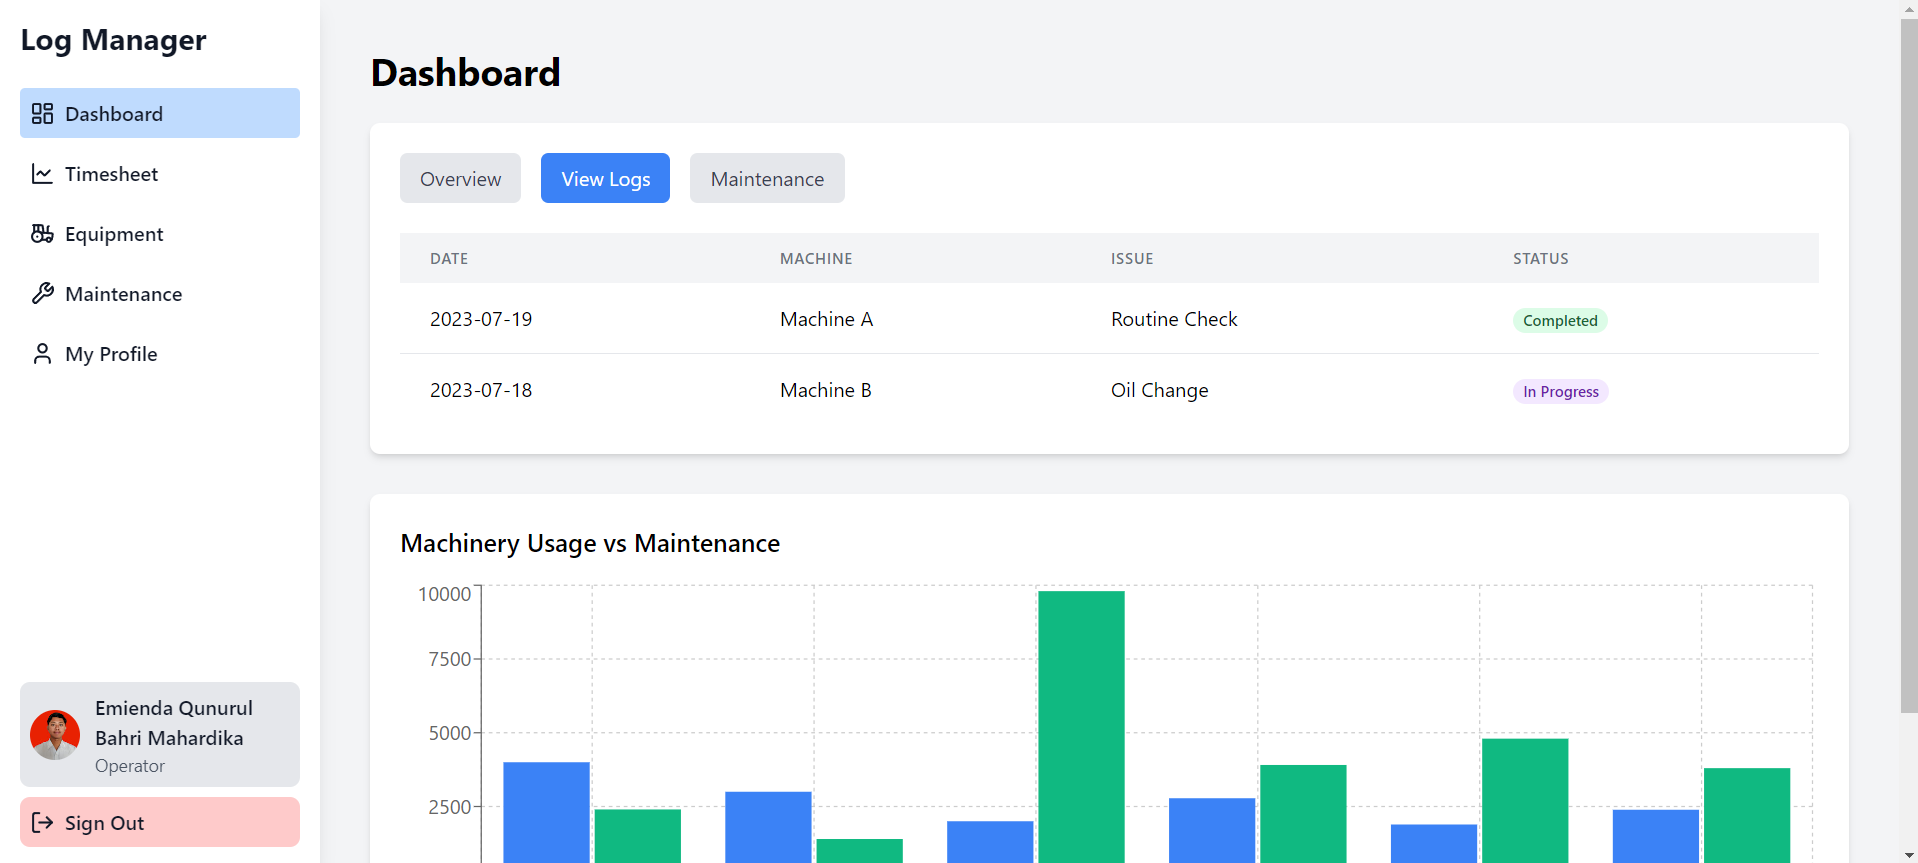 Log Manager
Dashboard
Timesheet
Equipment
Maintenance
My Profile
Emienda Qunurul
Bahri Mahardika
Operator
Sign Out
Dashboard
Overview View Logs Maintenance
DATE MACHINE ISSUE STATUS
2023-07-19 Machine A Routine Check Completed
2023-07-18 Machine B Oil Change In Progress
Machinery Usage vs Maintenance
10000
7500
5000
2500